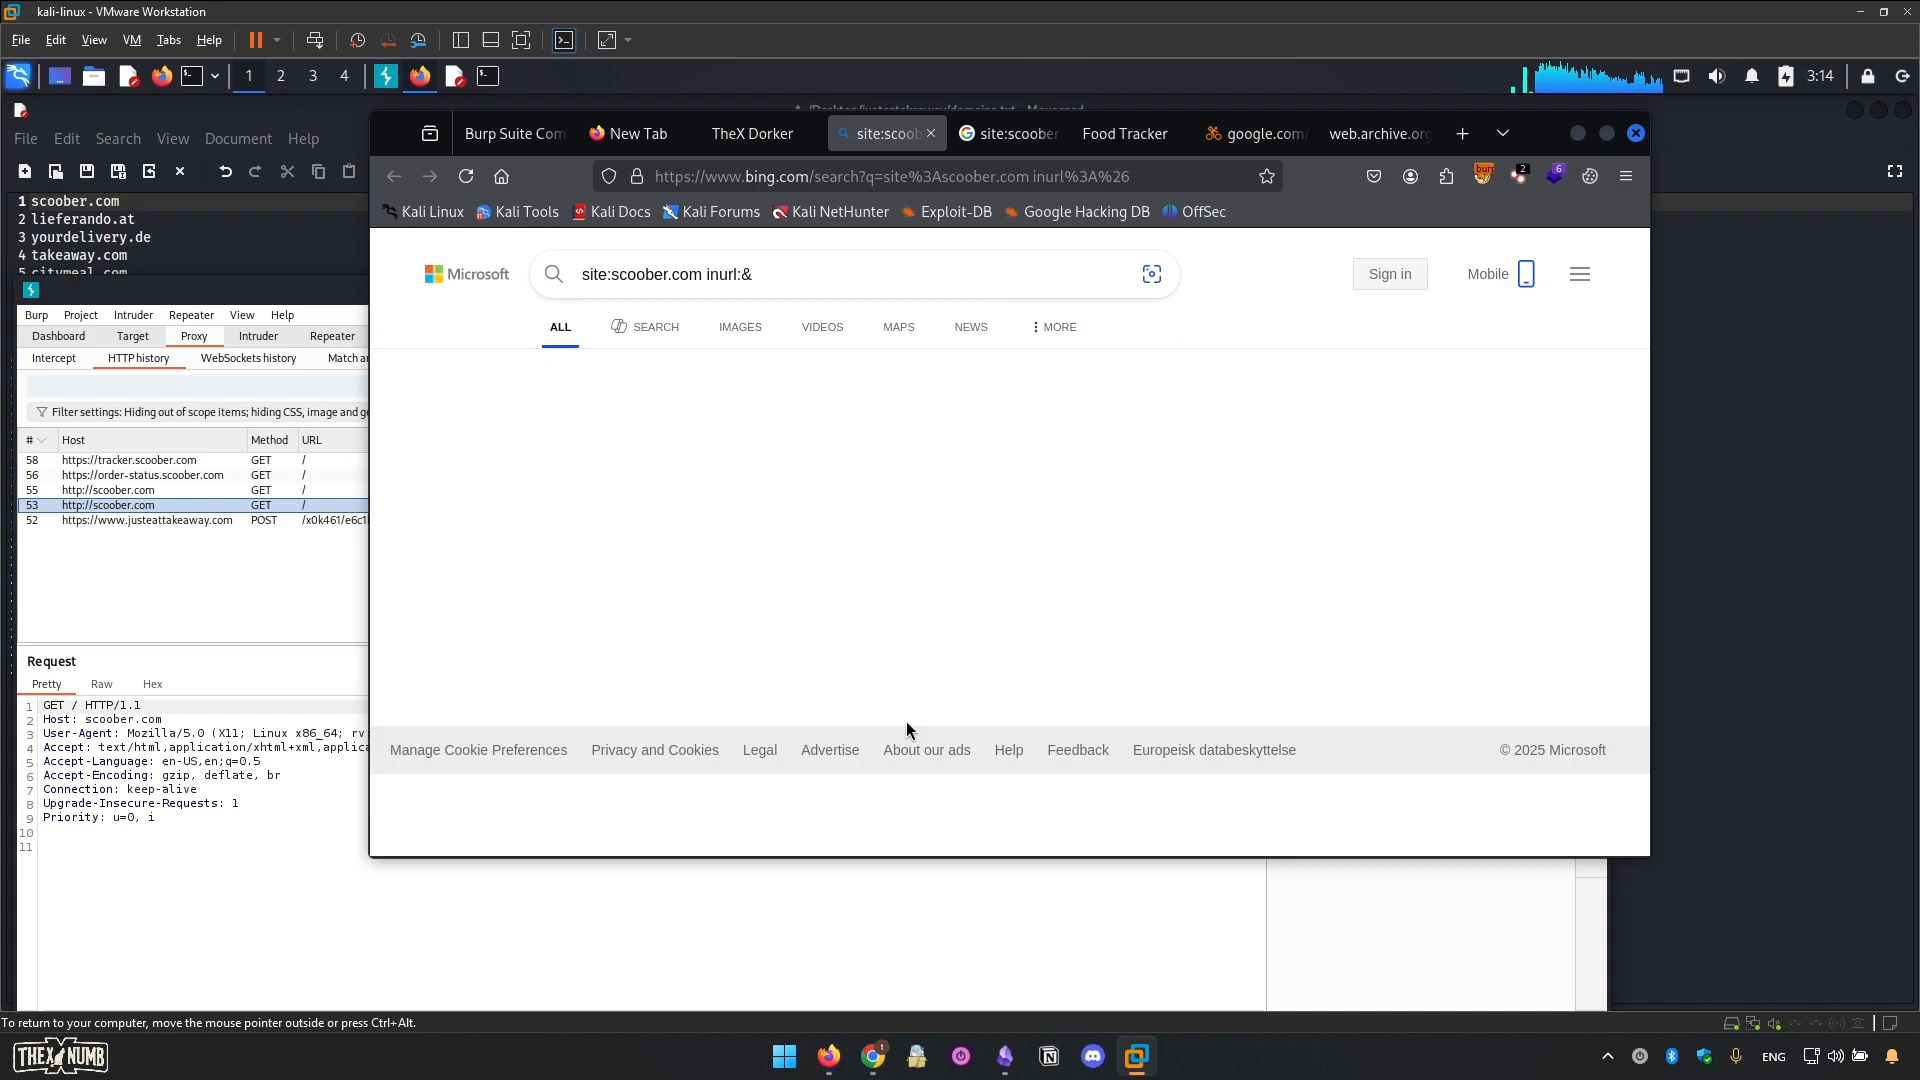 kali-linux - VMware Workstation
File Edit View VM Tabs Help
1 2 3 4
3:14
File Edit Search View Document Help
1 scoober.com
2 lieferando.at
3 yourdelivery.de
4 takeaway.com
5 citymeal.com
Burp Project Intruder Repeater View Help
Dashboard Target Proxy Intruder Repeater
Intercept HTTP history WebSockets history Match
Filter settings: Hiding out of scope items; hiding CSS, image and
# Host Method URL
58 https://tracker.scoober.com GET /
56 https://order-status.scoober.com GET /
55 http://scoober.com GET /
53 http://scoober.com GET /
52 https://www.justeattakeaway.com POST /x0k461/e6c1
Request
Pretty Raw Hex
1 GET / HTTP/1.1
2 Host: scoober.com
3 User-Agent: Mozilla/5.0 (X11; Linux x86_64; rv
4 Accept: text/html,application/xhtml+xml,applica
5 Accept-Language: en-US,en;q=0.5
6 Accept-Encoding: gzip, deflate, br
7 Connection: keep-alive
8 Upgrade-Insecure-Requests: 1
9 Priority: u=0, i
10
11
Burp Suite Com New Tab TheX Dorker site:scoob site:scoober. Food Tracker google.com/ web.archive.org
https://www.bing.com/search?q=site%3Ascoober.com inurl%3A%26
burp 2 6
Kali Linux Kali Tools Kali Docs Kali Forums Kali NetHunter Exploit-DB Google Hacking DB OffSec
Microsoft site:scoober.com inurl:& Sign in Mobile
ALL SEARCH IMAGES VIDEOS MAPS NEWS MORE
Manage Cookie Preferences Privacy and Cookies Legal Advertise About our ads Help Feedback Europeisk databeskyttelse © 2025 Microsoft
To return to your computer, move the mouse pointer outside or press Ctrl+Alt.
THEXNUMB
ENG